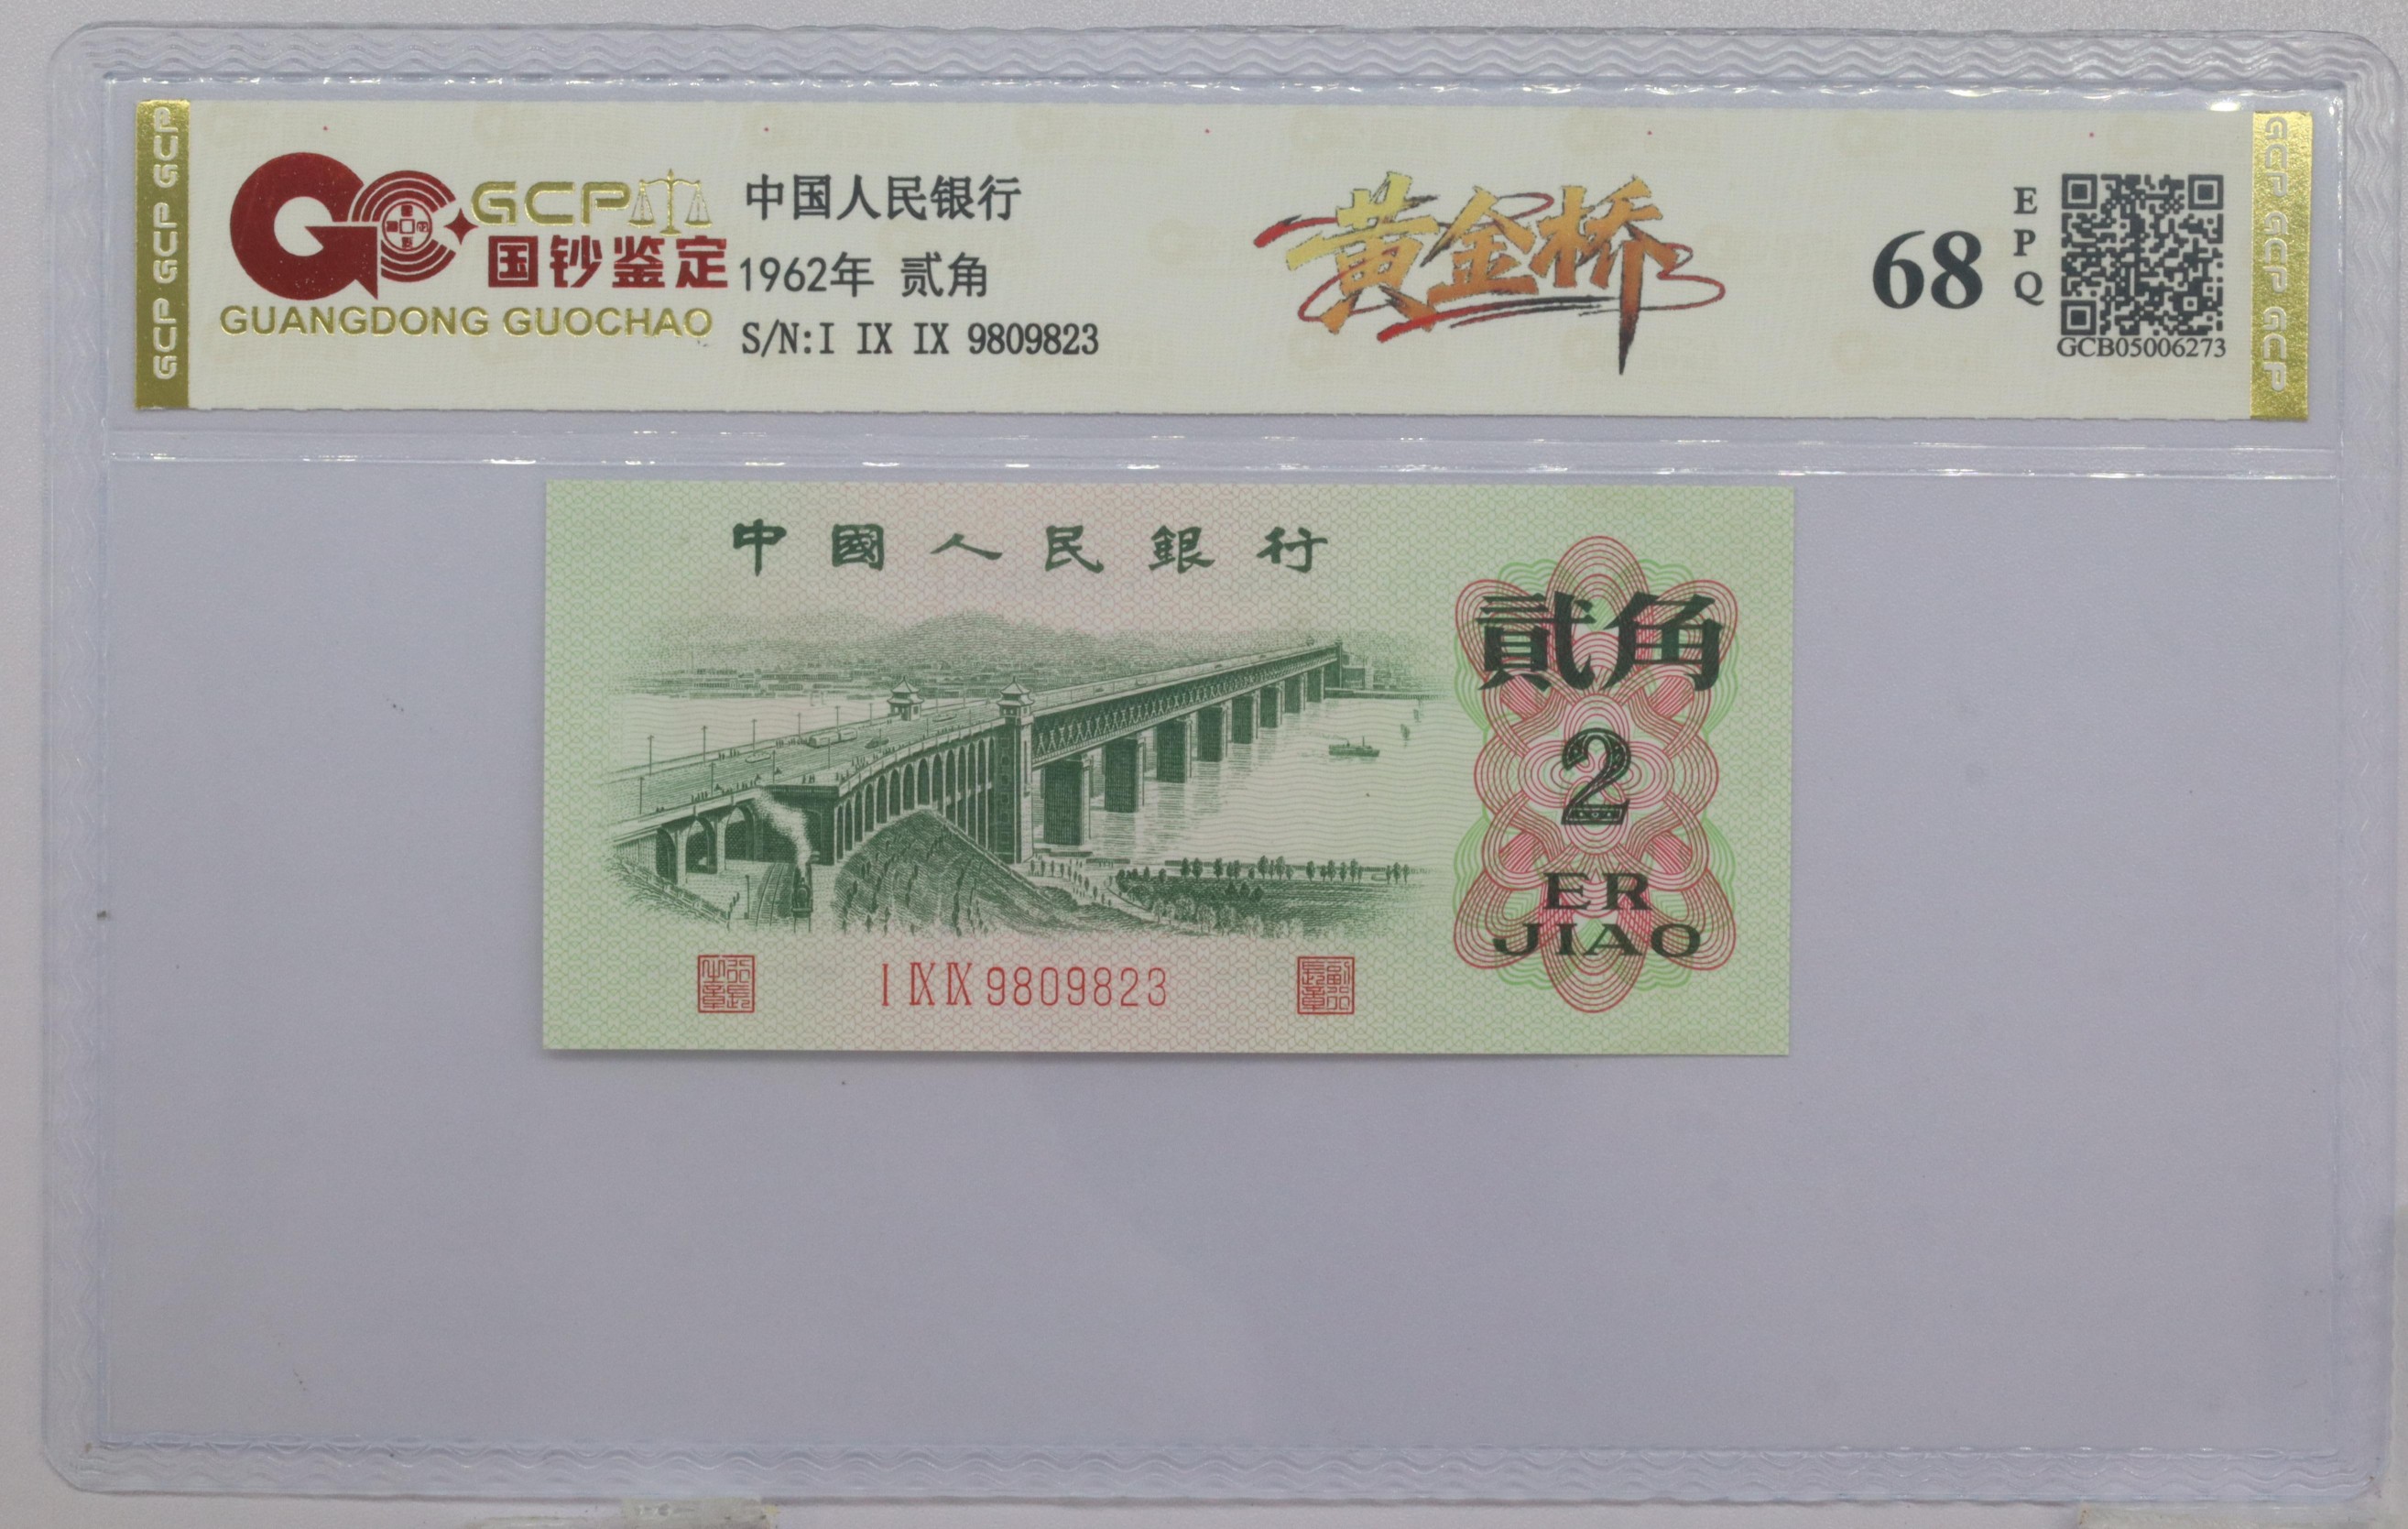 GCP GCP GCP
GCP
国钞鉴定
GUANGDONG GUOCHAO
中国人民银行
1962年 贰角
S/N:I IX IX 9809823
黄金桥
68
EPQ
GCB05006273
GCP GCP GCP
中國人民銀行
貳角
2
ER
JIAO
I IX IX 9809823